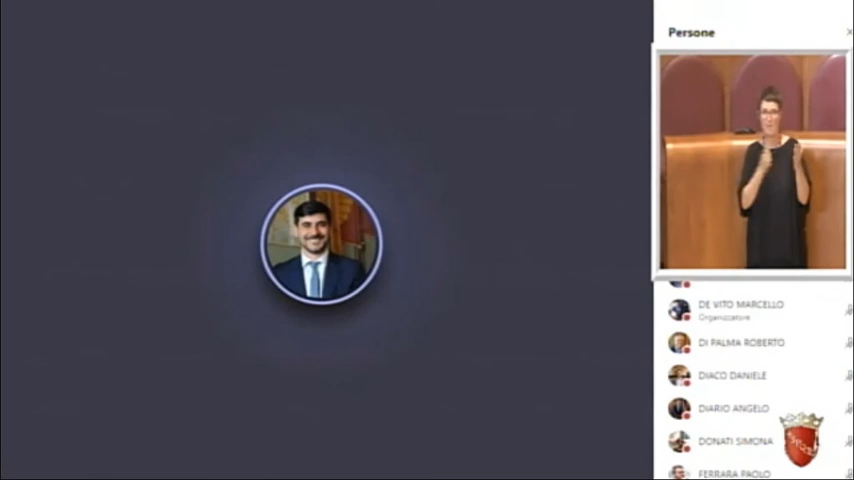 Persone
DE VITO MARCELLO
Organizzatore
DI PALMA ROBERTO
DIACO DANIELE
DIARIO ANGELO
DONATI SIMONA
FERRARA PAOLO